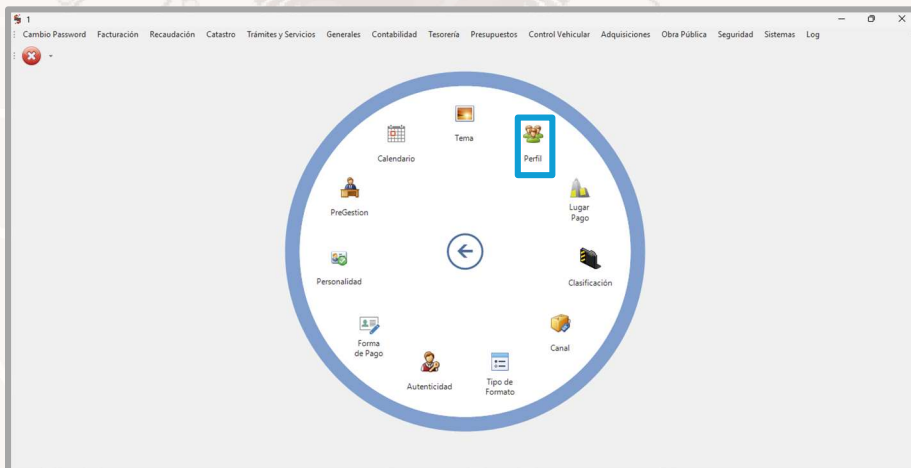 1
Cambio Password Facturación Recaudación Catastro Trámites y Servicios Generales Contabilidad Tesorería Presupuestos Control Vehicular Adquisiciones Obra Pública Seguridad Sistemas Log
Tema
Perfil
Calendario
Lugar
Pago
PreGestion
Clasificación
Personalidad
Canal
Forma
de Pago
Tipo de
Formato
Autenticidad